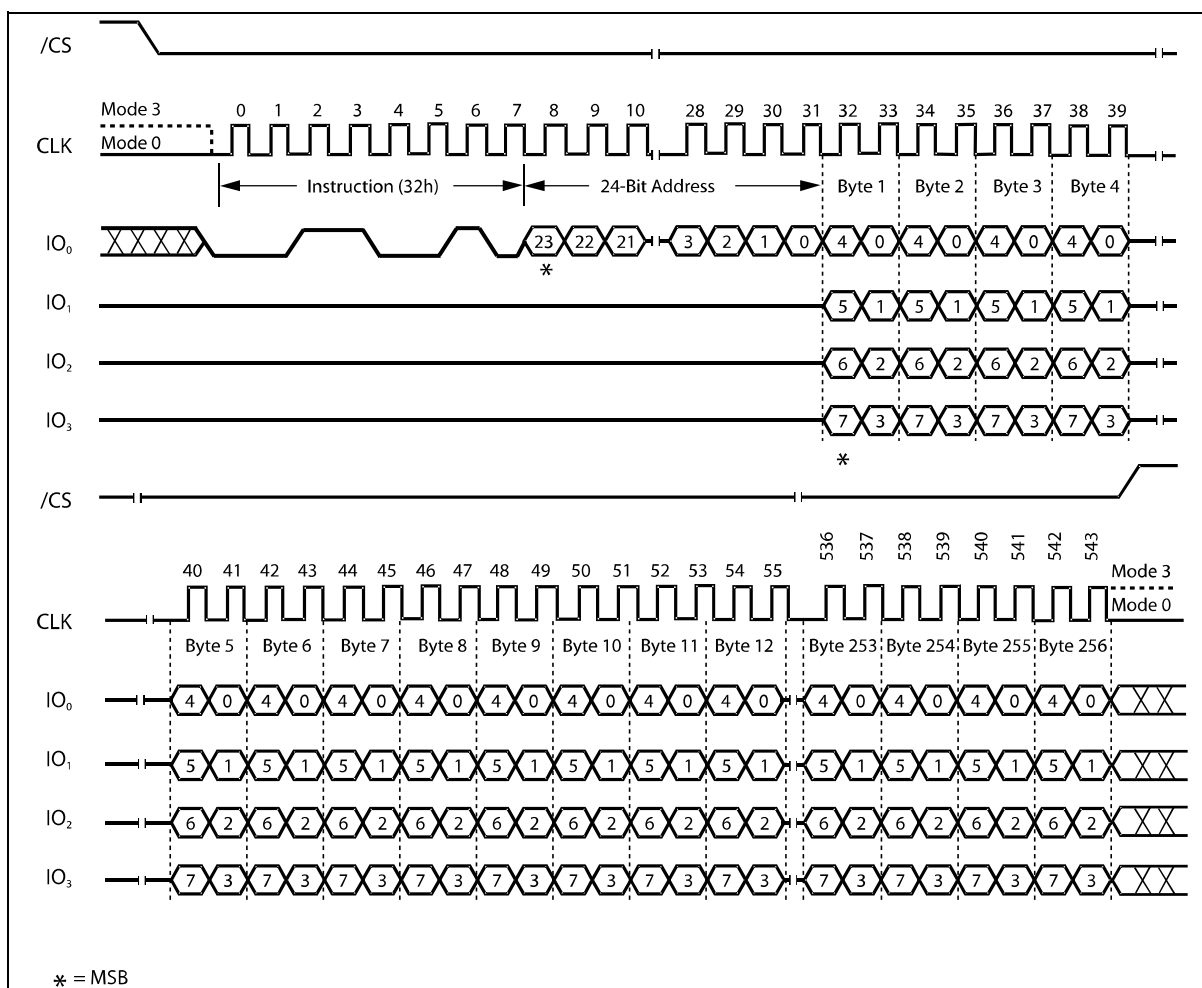 /CS
Mode 3
0 1 2 3 4 5 6 7 8 9 10 28 29 30 31 32 33 34 35 36 37 38 39
CLK
Mode 0
Instruction (32h) 24-Bit Address Byte 1 Byte 2 Byte 3 Byte 4
IO₀ 23 22 21 3 2 1 0 4 0 4 0 4 0 4 0
*
IO₁ 5 1 5 1 5 1 5 1
IO₂ 6 2 6 2 6 2 6 2
IO₃ 7 3 7 3 7 3 7 3
*
/CS
536 537 538 539 540 541 542 543
40 41 42 43 44 45 46 47 48 49 50 51 52 53 54 55
Mode 3
CLK
Mode 0
Byte 5 Byte 6 Byte 7 Byte 8 Byte 9 Byte 10 Byte 11 Byte 12 Byte 253 Byte 254 Byte 255 Byte 256
IO₀ 4 0 4 0 4 0 4 0 4 0 4 0 4 0 4 0 4 0 4 0 4 0 4 0
IO₁ 5 1 5 1 5 1 5 1 5 1 5 1 5 1 5 1 5 1 5 1 5 1 5 1
IO₂ 6 2 6 2 6 2 6 2 6 2 6 2 6 2 6 2 6 2 6 2 6 2 6 2
IO₃ 7 3 7 3 7 3 7 3 7 3 7 3 7 3 7 3 7 3 7 3 7 3 7 3
* = MSB